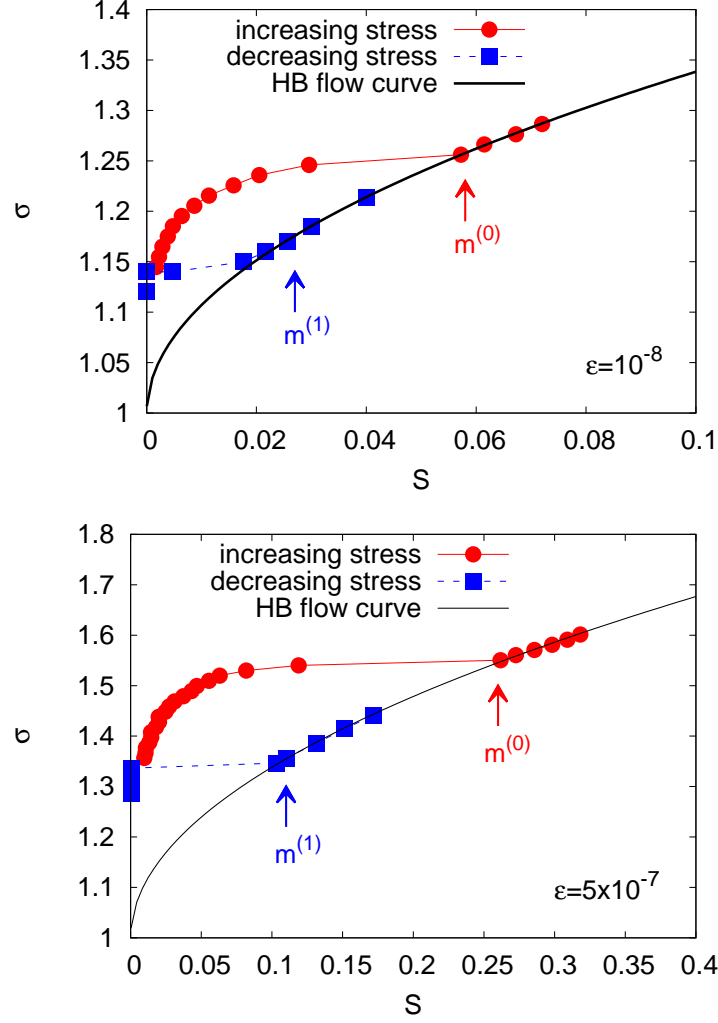 increasing stress
decreasing stress
HB flow curve
1.4
1.35
1.3
1.25
1.2
1.15
1.1
1.05
1
σ
m(0)
m(1)
ε=10-8
0 0.02 0.04 0.06 0.08 0.1
S
increasing stress
decreasing stress
HB flow curve
1.8
1.7
1.6
1.5
1.4
1.3
1.2
1.1
1
σ
m(0)
m(1)
ε=5x10-7
0 0.05 0.1 0.15 0.2 0.25 0.3 0.35 0.4
S